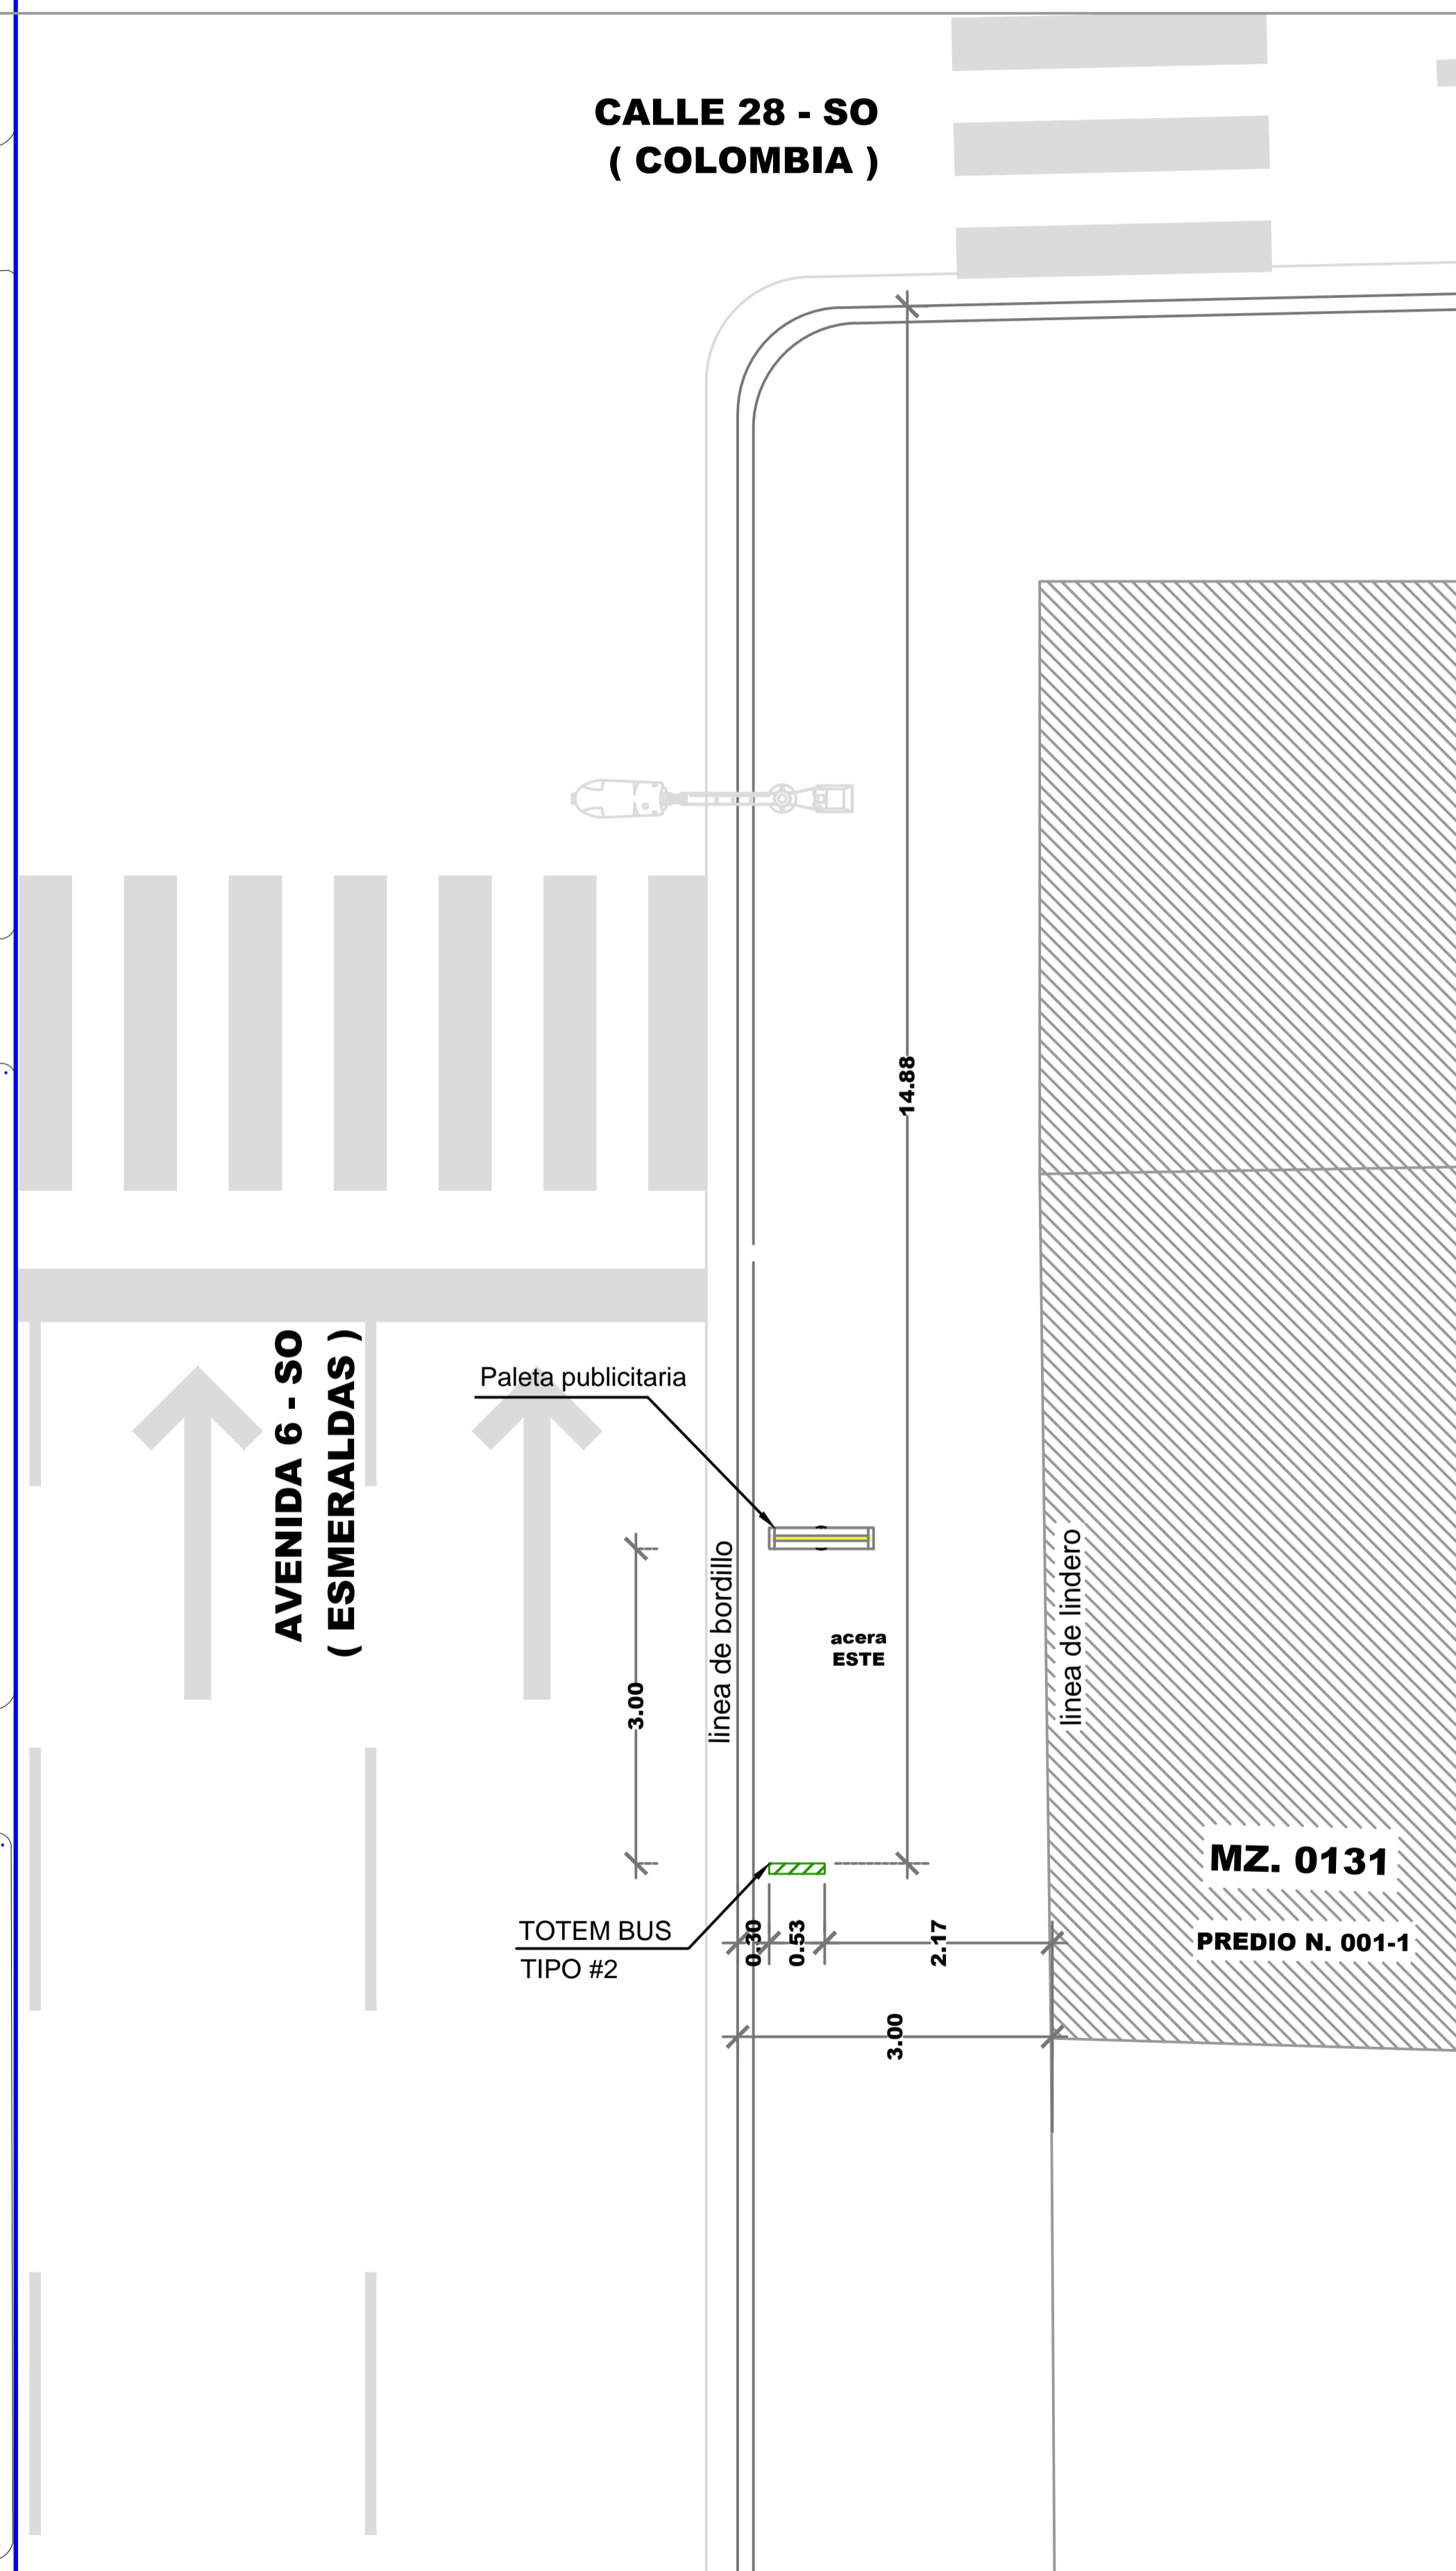 CALLE 28 - SO
( COLOMBIA )
14.88
AVENIDA 6 - SO
( ESMERALDAS )
Paleta publicitaria
linea de bordillo
linea de lindero
acera
ESTE
3.00
MZ. 0131
TOTEM BUS
TIPO #2
0.30
0.53
2.17
PREDIO N. 001-1
3.00